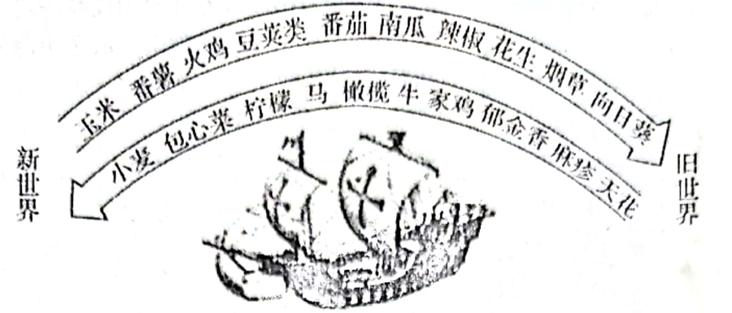 玉米 番薯 火鸡 豆荚类 番茄 南瓜 辣椒 花生 烟草 向日葵
小麦 包心菜 柠檬 马 橄榄 牛 家鸡 郁金香 麻疹 天花
新世界
旧世界